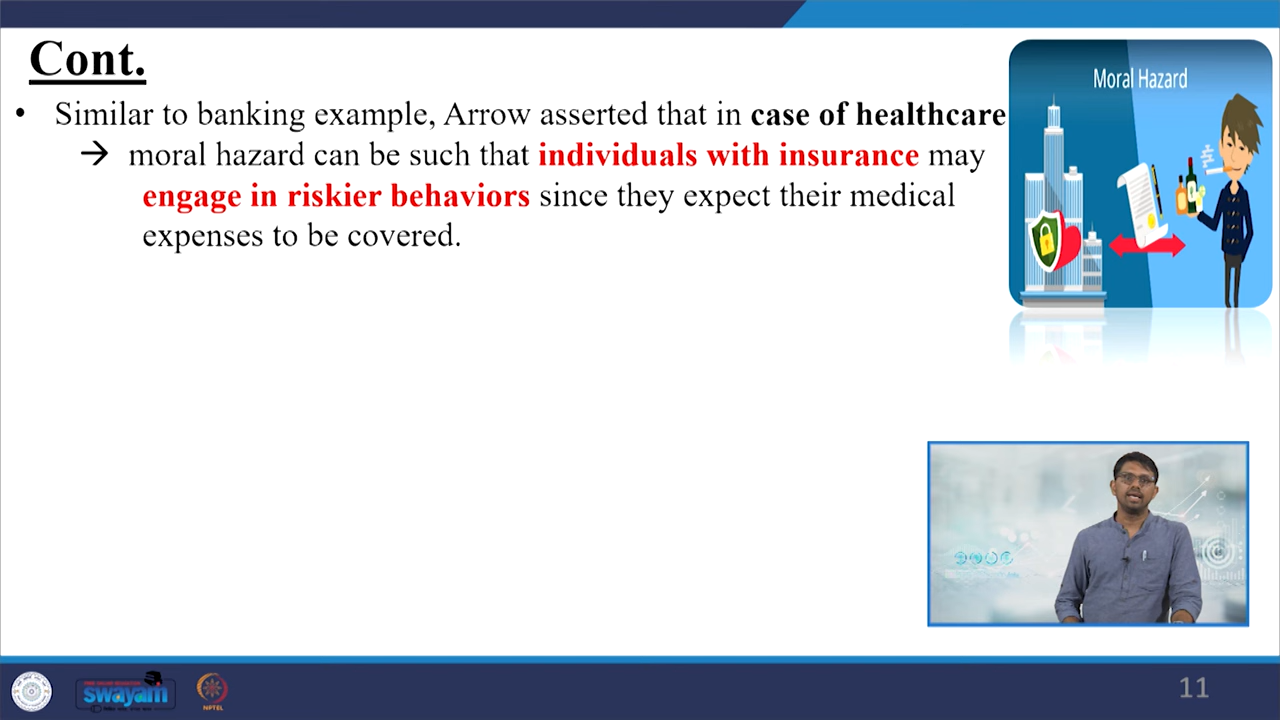 Cont.
• Similar to banking example, Arrow asserted that in case of healthcare
→ moral hazard can be such that individuals with insurance may
engage in riskier behaviors since they expect their medical
expenses to be covered.
Moral Hazard
swayam
NPTEL
11